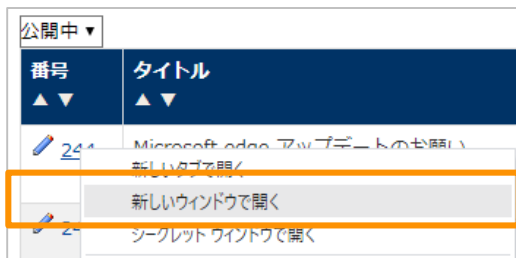 公開中▼
番号 タイトル
▲ ▼ ▲ ▼
244 Microsoft edge アップデートのお願い
新しいタブで開く
新しいウィンドウで開く
24
シークレット ウィンドウで開く